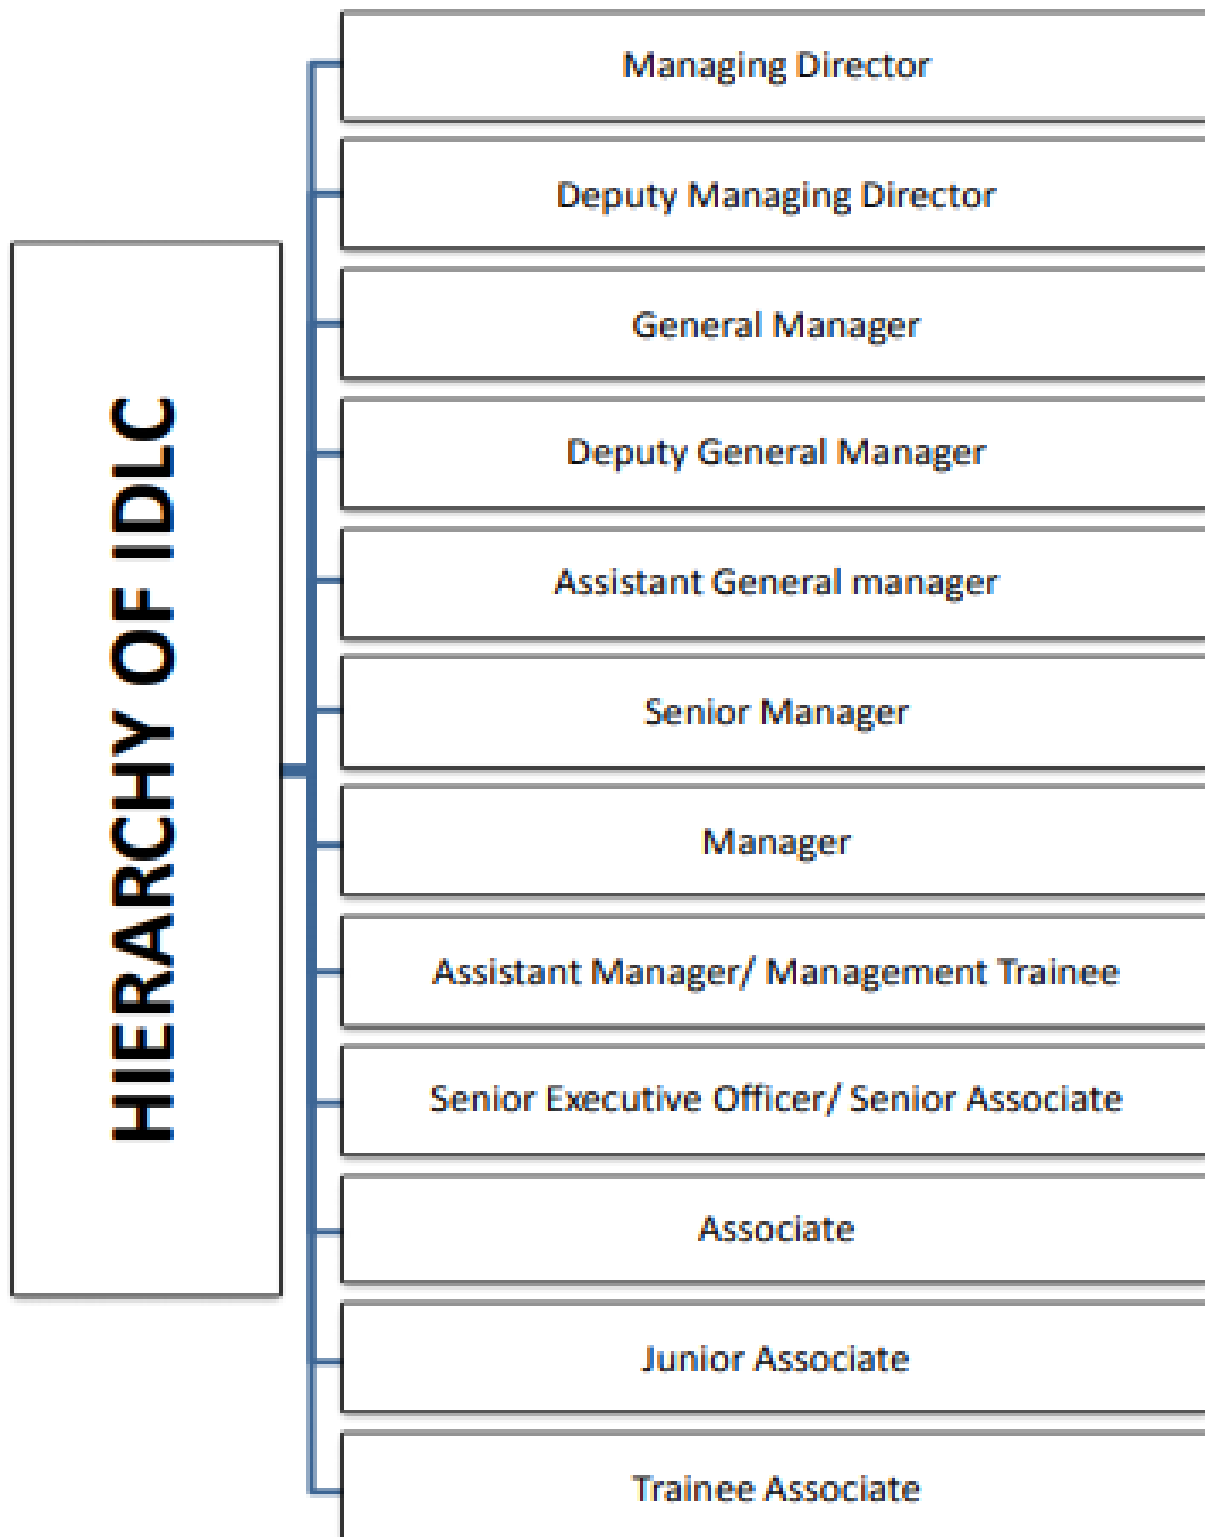 HIERARCHY OF IDLC
Managing Director
Deputy Managing Director
General Manager
Deputy General Manager
Assistant General manager
Senior Manager
Manager
Assistant Manager/ Management Trainee
Senior Executive Officer/ Senior Associate
Associate
Junior Associate
Trainee Associate